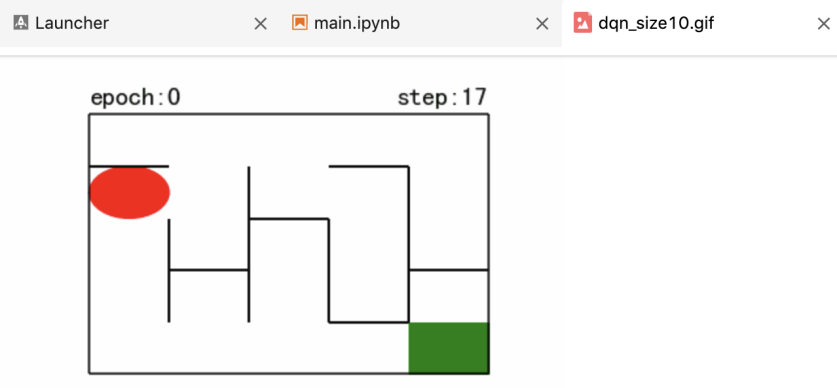 Launcher
main.ipynb
dqn_size10.gif
epoch:0
step:17